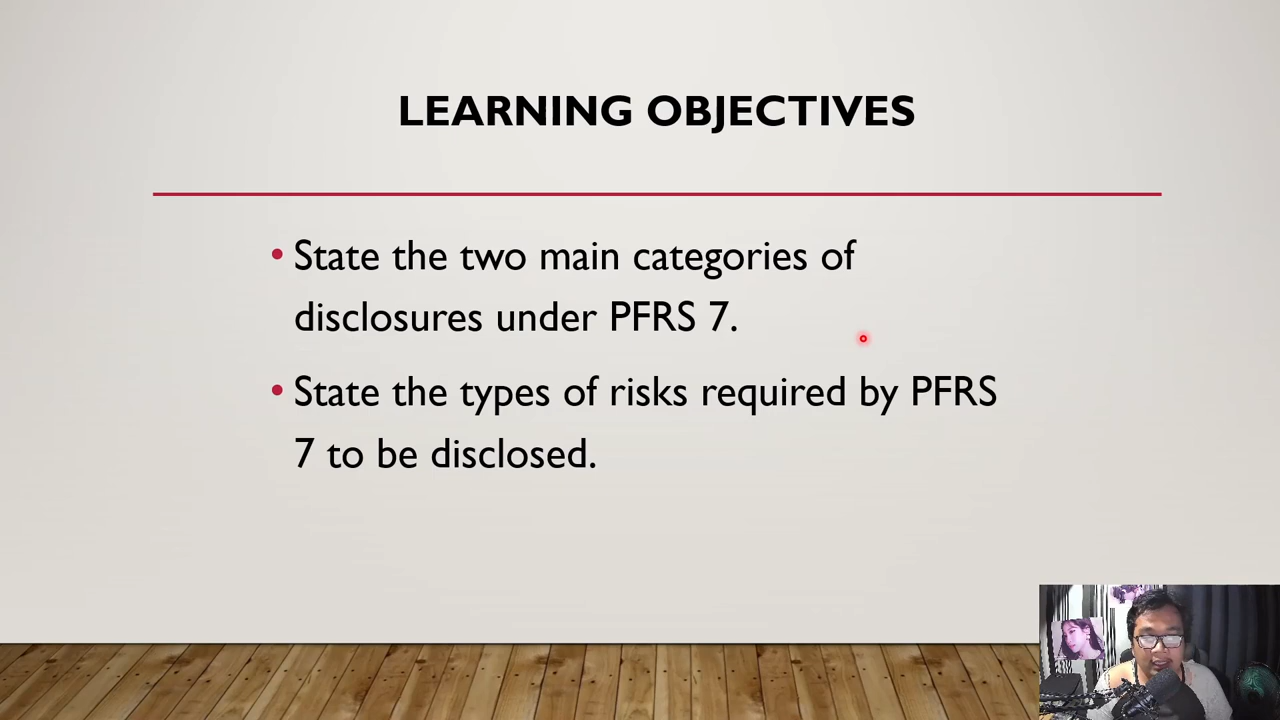 LEARNING OBJECTIVES
• State the two main categories of
disclosures under PFRS 7.
• State the types of risks required by PFRS
7 to be disclosed.